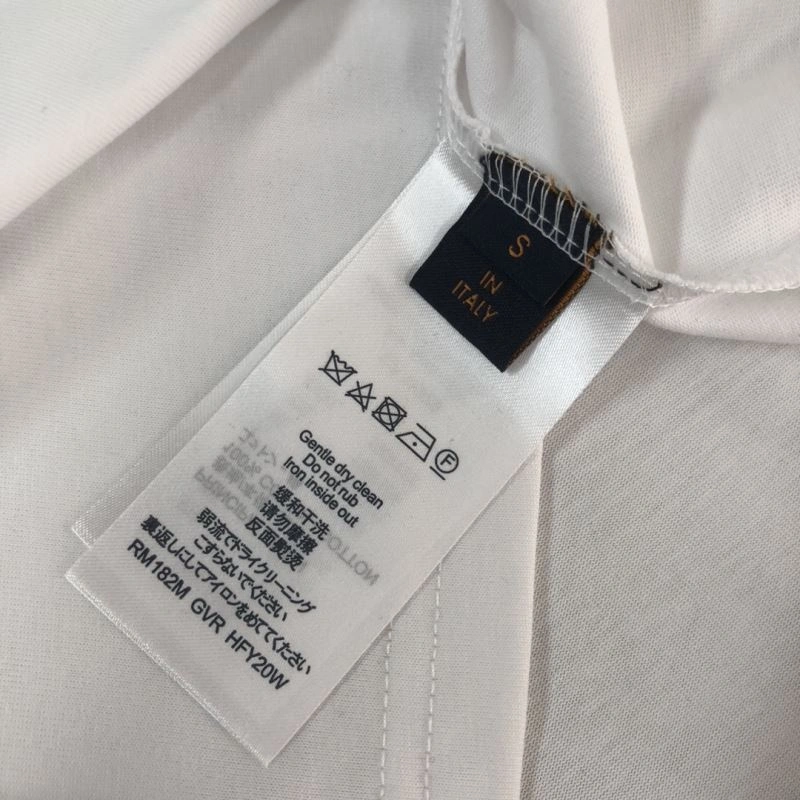 S
IN
ITALY
F
Gentle dry clean
Do not rub
Iron inside out
缓和干洗
请勿摩擦
反面熨烫
弱流でドライクリーニング
こすらないでください
裏返しにしてアイロンをめててください
RM182M GVR HFY20W